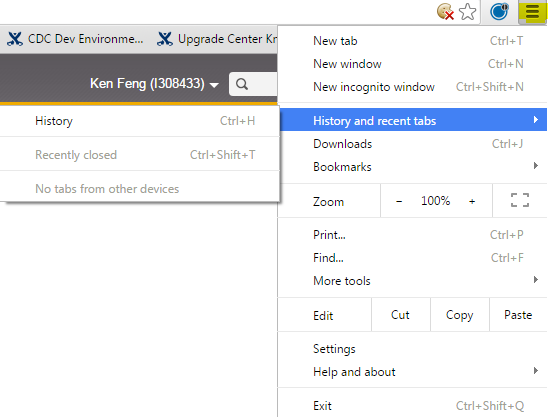 CDC Dev Environme...
Upgrade Center Kn
Ken Feng (I308433)
History Ctrl+H
Recently closed Ctrl+Shift+T
No tabs from other devices
New tab Ctrl+T
New window Ctrl+N
New incognito window Ctrl+Shift+N
History and recent tabs
Downloads Ctrl+J
Bookmarks
Zoom − 100% +
Print... Ctrl+P
Find... Ctrl+F
More tools
Edit Cut Copy Paste
Settings
Help and about
Exit Ctrl+Shift+Q